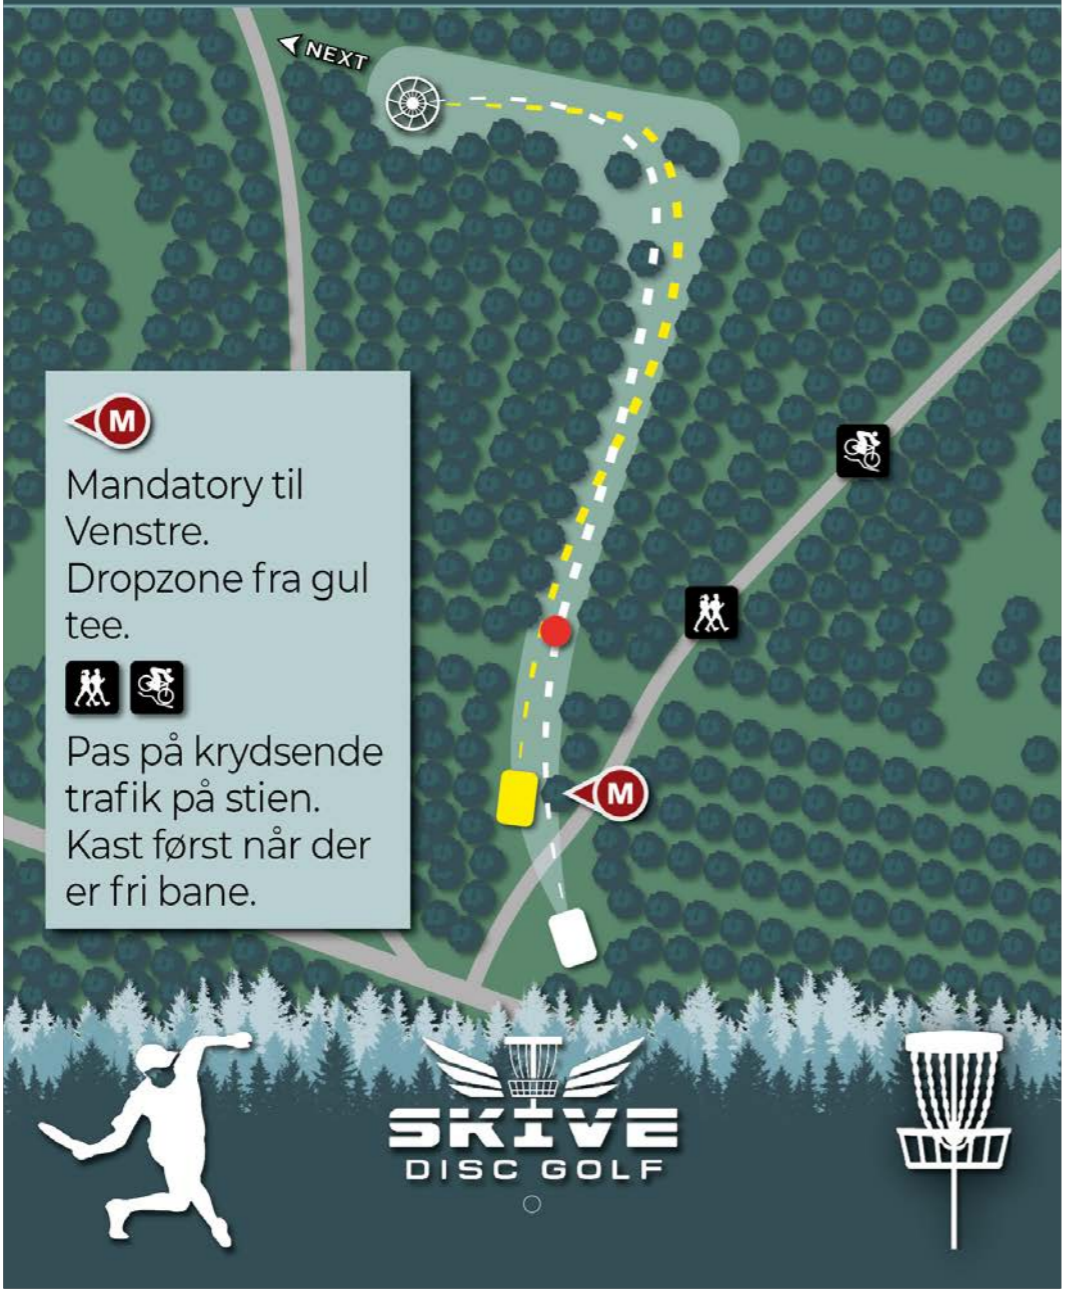 NEXT
M
Mandatory til
Venstre.
Dropzone fra gul
tee.
Pas på krydsende
trafik på stien.
Kast først når der
er fri bane.
M
SKIVE
DISC GOLF